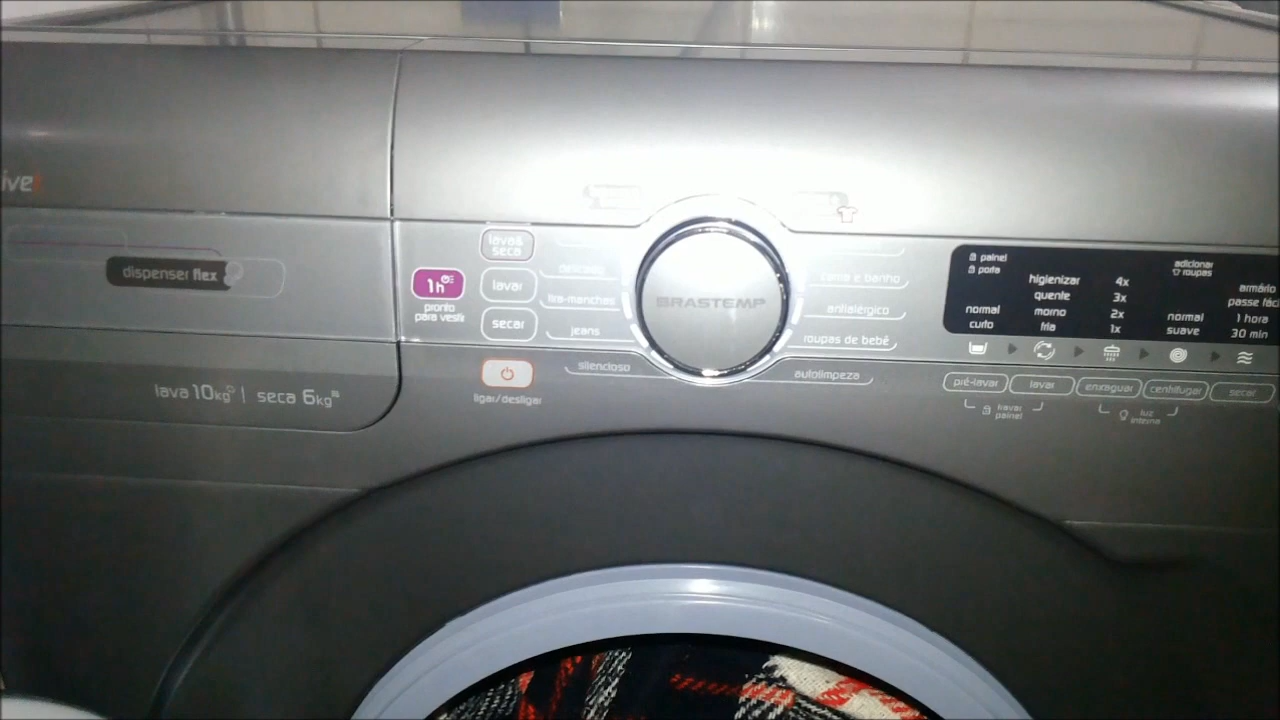 ive!
dispenser flex
lava 10kg | seca 6kg
1h
pronto
para vestir
lava&
seca
lavar
secar
ligar/desligar
delicado
tira-manchas
jeans
silencioso
BRASTEMP
cama e banho
antialérgico
roupas de bebê
autolimpeza
painel
porta
normal
curto
higienizar
quente
morno
fria
4x
3x
2x
1x
adicionar
roupas
normal
suave
armário
passe fác
1 hora
30 min
pré-lavar
lavar
enxaguar
centrifugar
secar
travar
painel
luz
interna